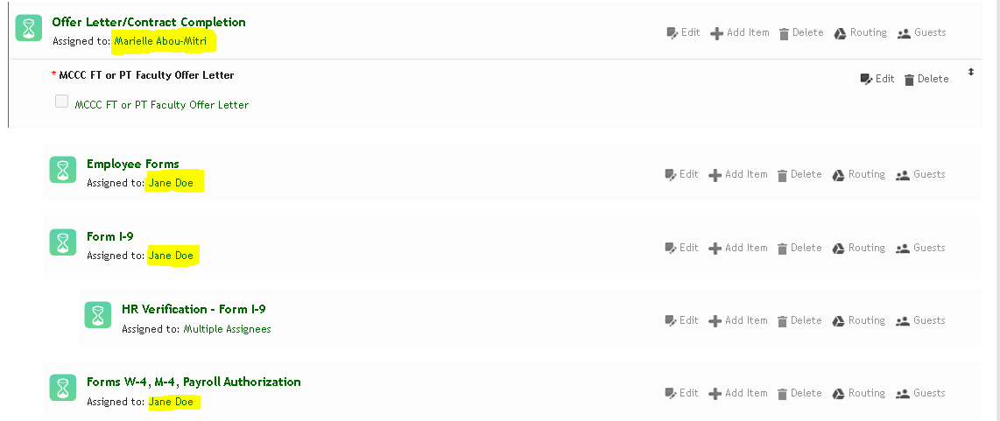 Offer Letter/Contract Completion
Assigned to: Marielle Abou-Mitri
Edit Add Item Delete Routing Guests
* MCCC FT or PT Faculty Offer Letter
Edit Delete
MCCC FT or PT Faculty Offer Letter
Employee Forms
Assigned to: Jane Doe
Edit Add Item Delete Routing Guests
Form I-9
Assigned to: Jane Doe
Edit Add Item Delete Routing Guests
HR Verification - Form I-9
Assigned to: Multiple Assignees
Edit Add Item Delete Routing Guests
Forms W-4, M-4, Payroll Authorization
Assigned to: Jane Doe
Edit Add Item Delete Routing Guests